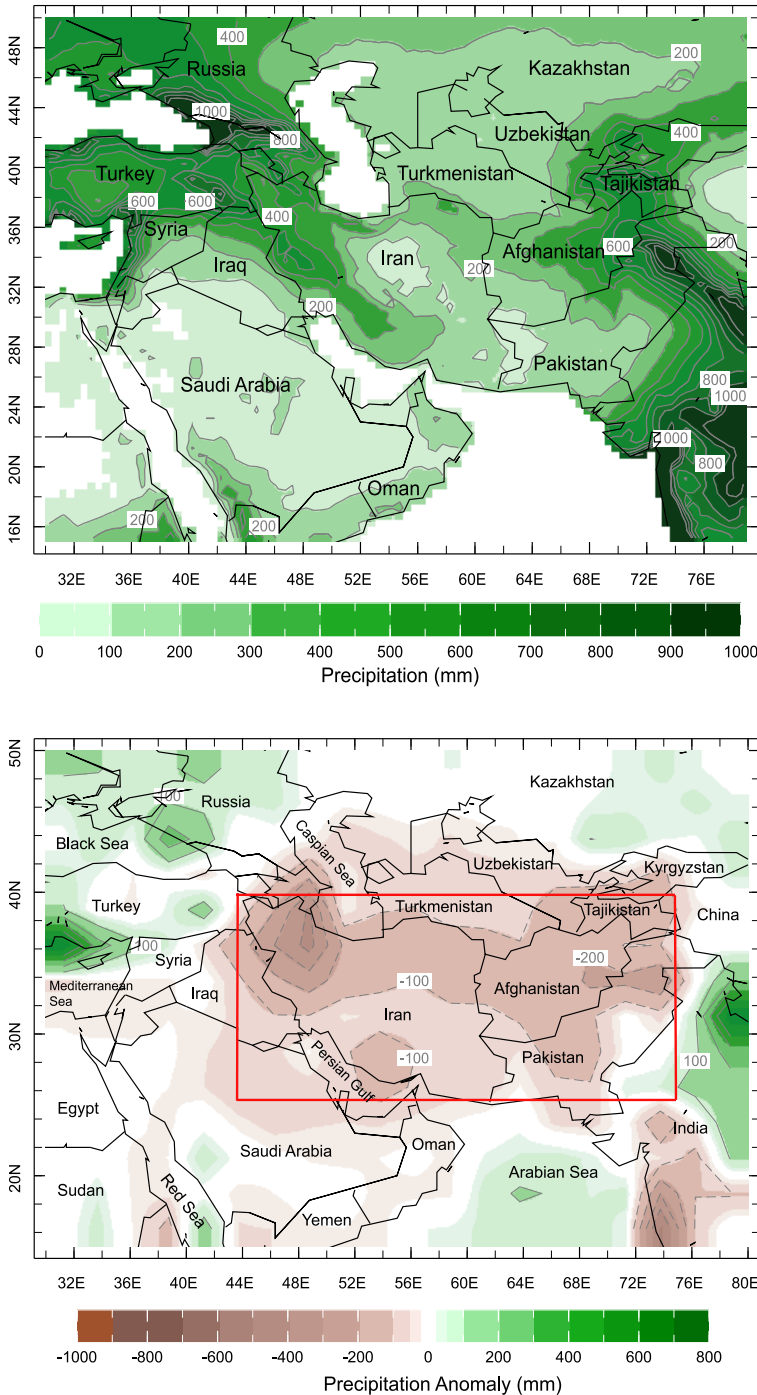 48N
44N
40N
36N
32N
28N
24N
20N
16N
400
200
Russia
Kazakhstan
1000
800
Uzbekistan
400
Turkey
Turkmenistan
Tajikistan
600
600
400
Syria
Afghanistan
600
200
Iraq
Iran
200
200
Pakistan
Saudi Arabia
800
1000
1000
800
Oman
200
200
32E 36E 40E 44E 48E 52E 56E 60E 64E 68E 72E 76E
0 100 200 300 400 500 600 700 800 900 1000
Precipitation (mm)
50N
40N
30N
20N
Kazakhstan
100
Russia
Black Sea
Caspian Sea
Uzbekistan
Kyrgyzstan
Turkey
Turkmenistan
Tajikistan
China
100
Syria
-200
Mediterranean
Sea
Iraq
-100
Afghanistan
Iran
Persian Gulf
-100
Pakistan
100
Egypt
India
Saudi Arabia
Oman
Arabian Sea
Sudan
Red Sea
Yemen
32E 36E 40E 44E 48E 52E 56E 60E 64E 68E 72E 76E 80E
-1000 -800 -600 -400 -200 0 200 400 600 800
Precipitation Anomaly (mm)